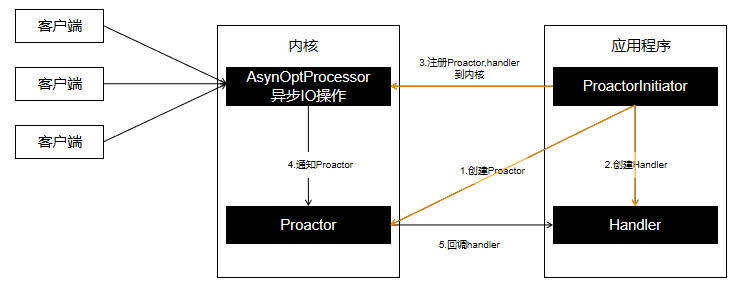 客户端
客户端
客户端
内核
AsynOptProcessor
异步IO操作
4.通知Proactor
Proactor
3.注册Proactor,handler
到内核
1.创建Proactor
5.回调handler
应用程序
ProactorInitiator
2.创建Handler
Handler